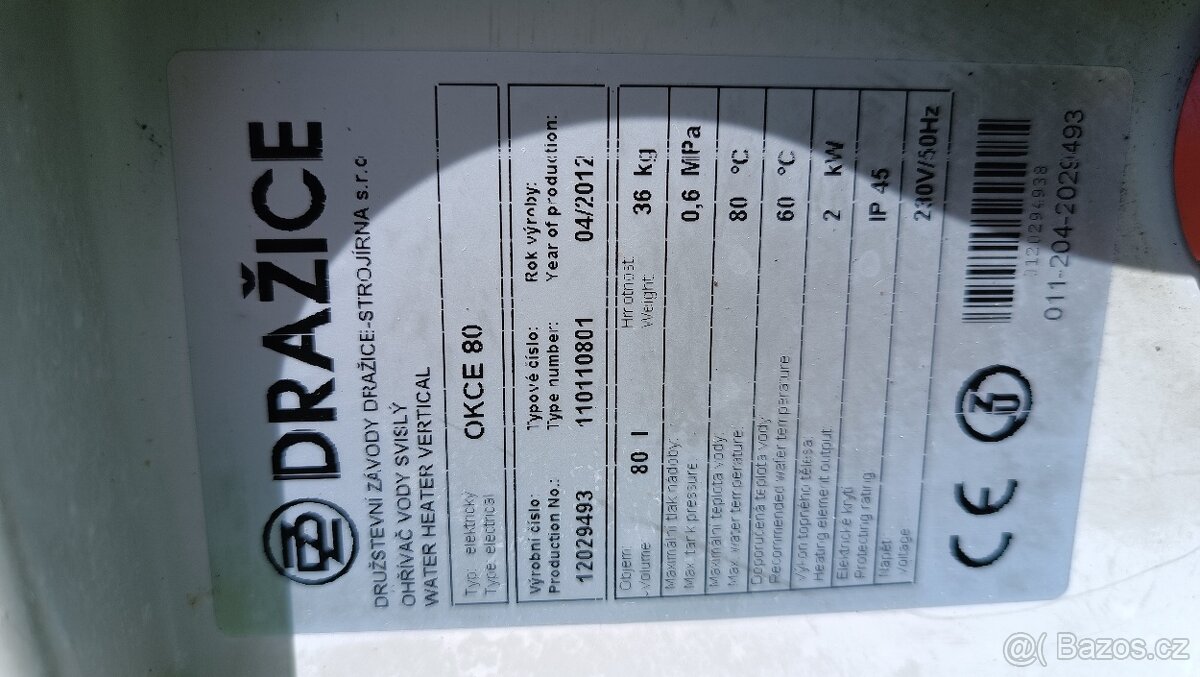 DRAŽICE
DRUŽSTEVNÍ ZÁVODY DRAŽICE-STROJÍRNA s.r.o
OHŘÍVAČ VODY SVISLÝ
WATER HEATER VERTICAL
Typ: elektrický
Type: electrical
OKCE 80
Výrobní číslo: Typové číslo: Rok výroby:
Production No.: Type number: Year of production:
12029493 110110801 04/2012
Objem: 80 l Hmotnost 36 kg
Volume Weight
Maximální tlak nádoby: 0,6 MPa
Max tank pressure
Maximální teplota vody: 80 °C
Max. water temperature:
Doporučená teplota vody 60 °C
Recommended water temperature
Výkon topného tělesa: 2 kW
Heating element output
Elektrické krytí IP 45
Protecting rating
Napětí 230V/50Hz
Voltage
CE
0120294938
011-204-2029493
Bazos.cz